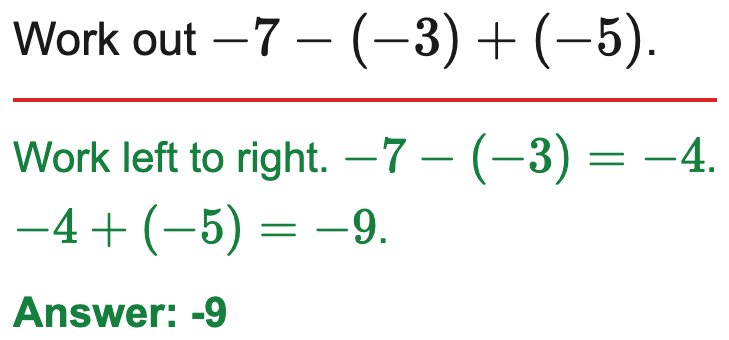 Work out −7 − (−3) + (−5).
Work left to right. −7 − (−3) = −4.
−4 + (−5) = −9.
Answer: -9